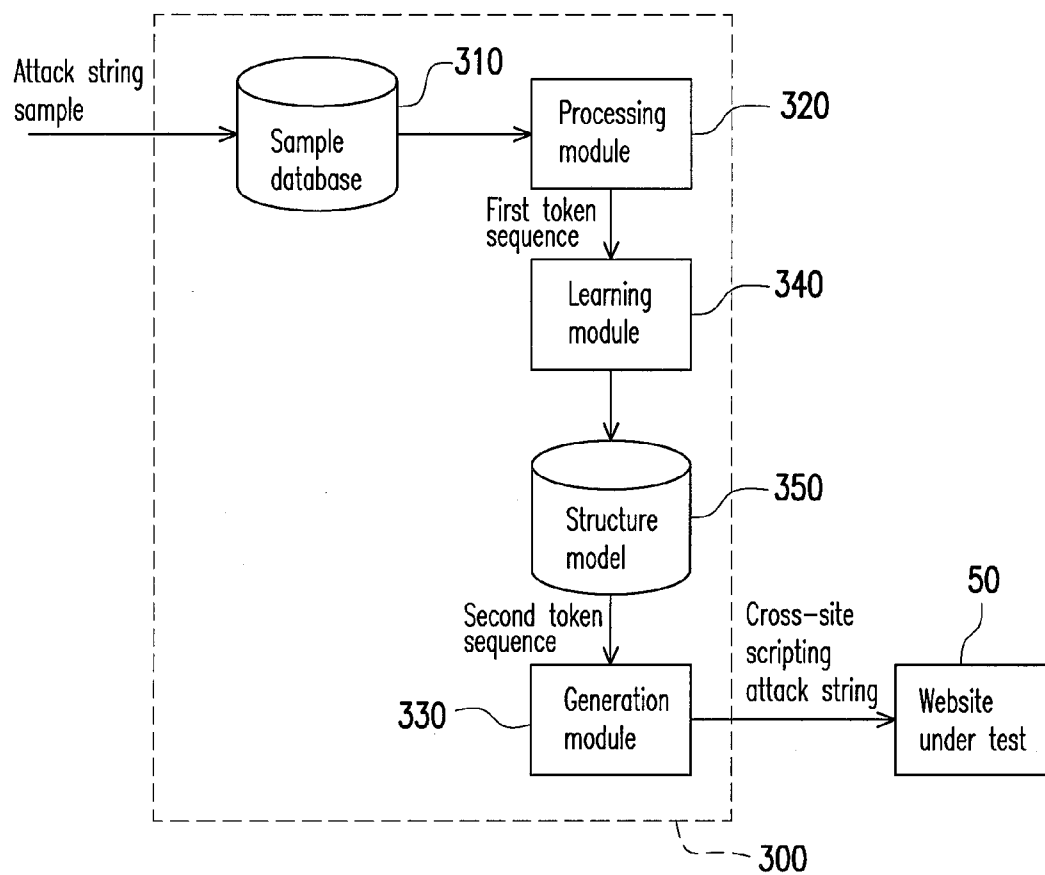 Attack string
sample
310
Sample
database
Processing
module
320
First token
sequence
Learning
module
340
Structure
model
350
Second token
sequence
330
Generation
module
Cross-site
scripting
attack string
50
Website
under test
300